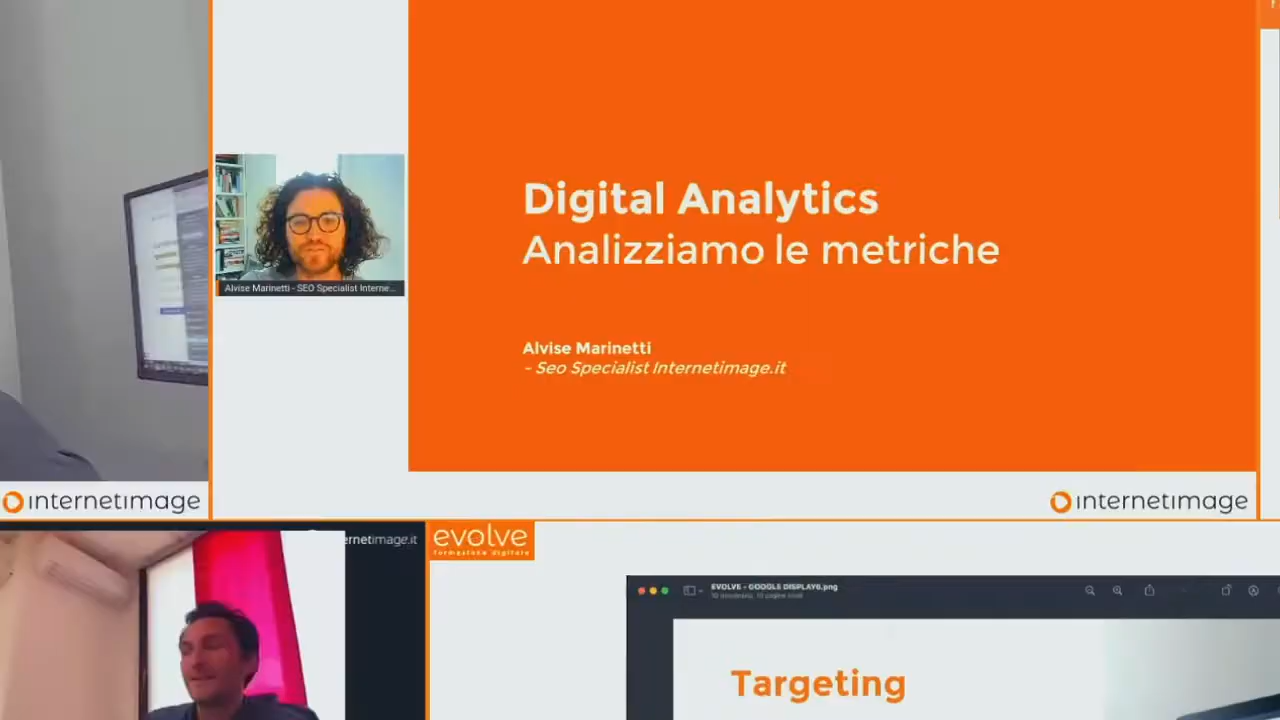 Digital Analytics
Analizziamo le metriche
Alvise Marinetti - SEO Specialist Interne...
Alvise Marinetti
- Seo Specialist Internetimage.it
internetimage
internetimage
ernetimage.it
evolve
formazione digitale
EVOLVE - GOOGLE DISPLAY6.png
Targeting